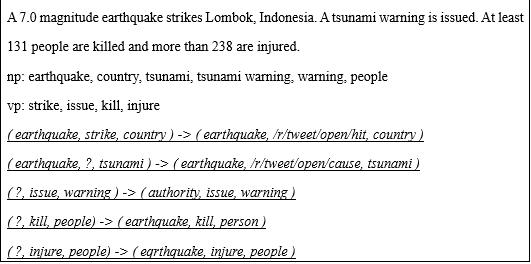 A 7.0 magnitude earthquake strikes Lombok, Indonesia. A tsunami warning is issued. At least
131 people are killed and more than 238 are injured.
np: earthquake, country, tsunami, tsunami warning, warning, people
vp: strike, issue, kill, injure
( earthquake, strike, country ) -> ( earthquake, /r/tweet/open/hit, country )
( earthquake, ?, tsunami ) -> ( earthquake, /r/tweet/open/cause, tsunami )
( ?, issue, warning ) -> ( authority, issue, warning )
( ?, kill, people) -> ( earthquake, kill, person )
( ?, injure, people) -> ( eqrthquake, injure, people )